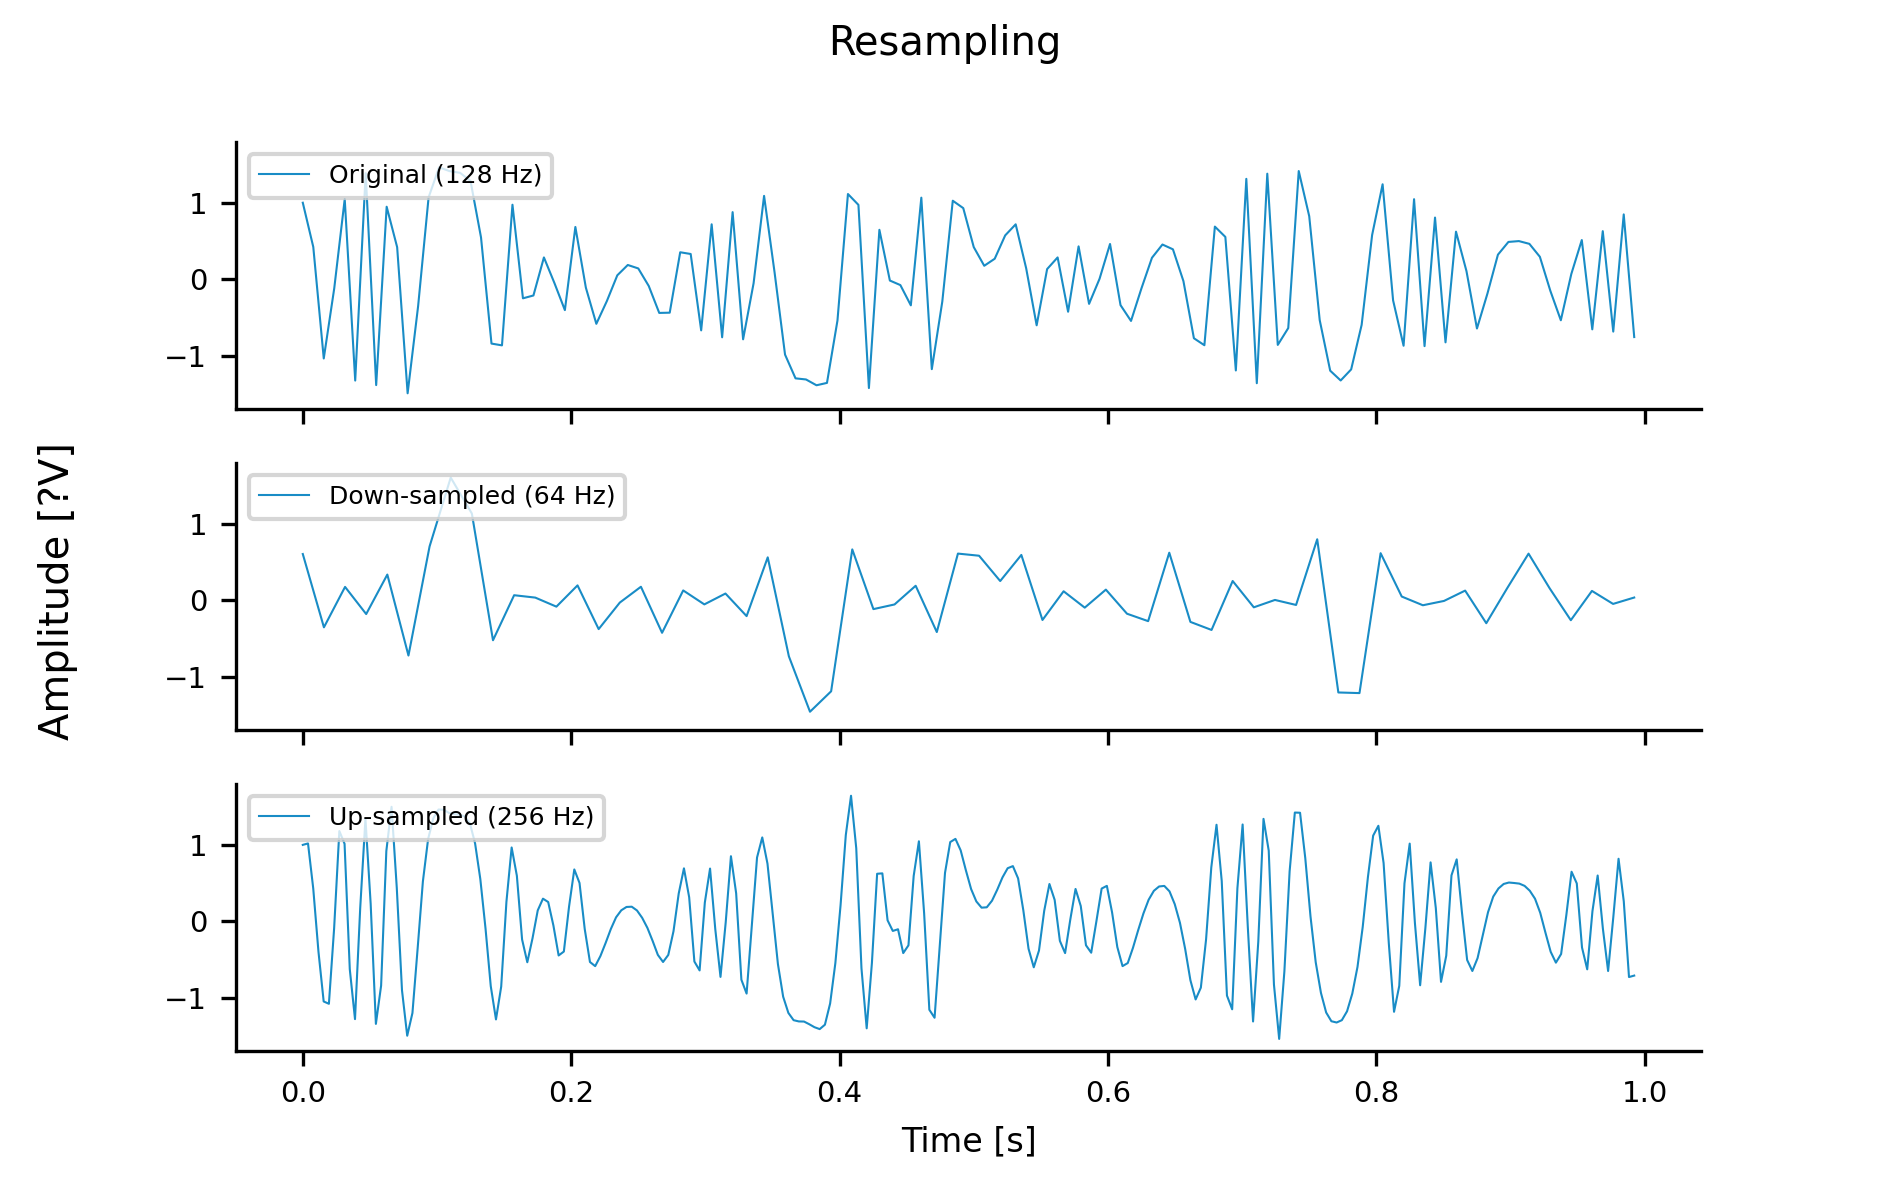 Resampling
Original (128 Hz)
1
0
−1
Amplitude [?V]
Down-sampled (64 Hz)
1
0
−1
Up-sampled (256 Hz)
1
0
−1
0.0 0.2 0.4 0.6 0.8 1.0
Time [s]